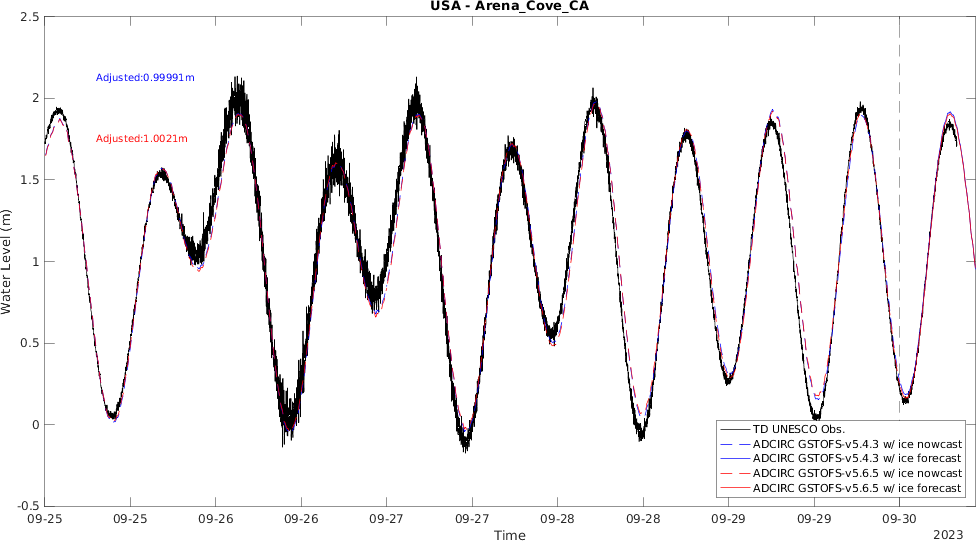 USA - Arena_Cove_CA
2.5
2
1.5
1
0.5
0
-0.5
Water Level (m)
Adjusted:0.99991m
Adjusted:1.0021m
TD UNESCO Obs.
ADCIRC GSTOFS-v5.4.3 w/ ice nowcast
ADCIRC GSTOFS-v5.4.3 w/ ice forecast
ADCIRC GSTOFS-v5.6.5 w/ ice nowcast
ADCIRC GSTOFS-v5.6.5 w/ ice forecast
09-25 09-25 09-26 09-26 09-27 09-27 09-28 09-28 09-29 09-29 09-30
Time
2023